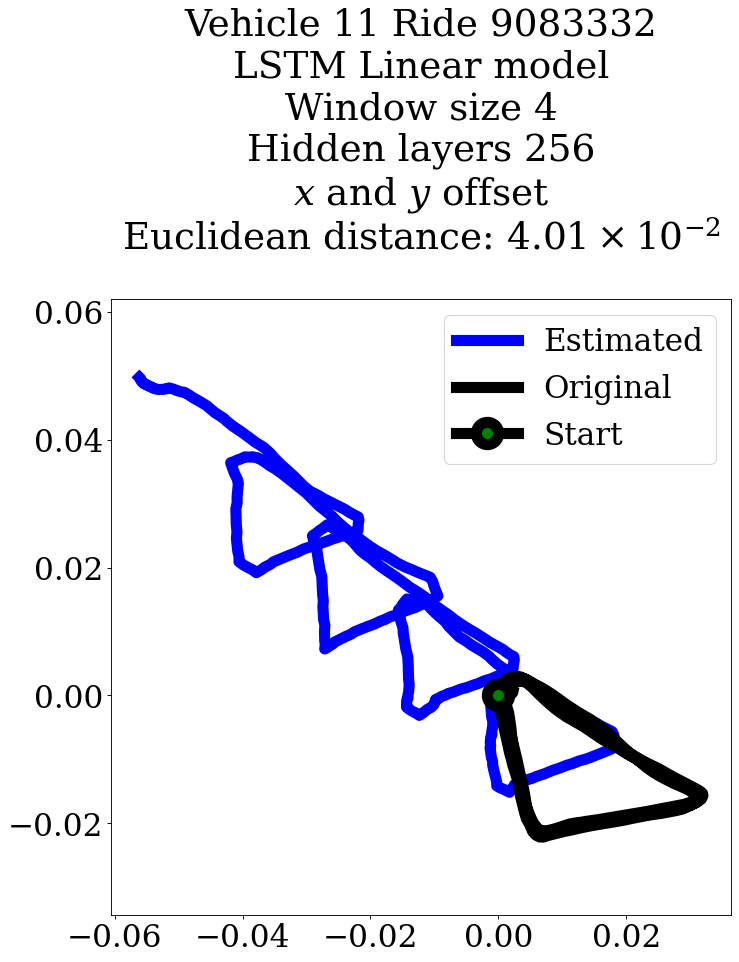 Vehicle 11 Ride 9083332
LSTM Linear model
Window size 4
Hidden layers 256
x and y offset
Euclidean distance: 4.01 × 10⁻²
0.06
0.04
0.02
0.00
−0.02
−0.06
−0.04
−0.02
0.00
0.02
Estimated
Original
Start